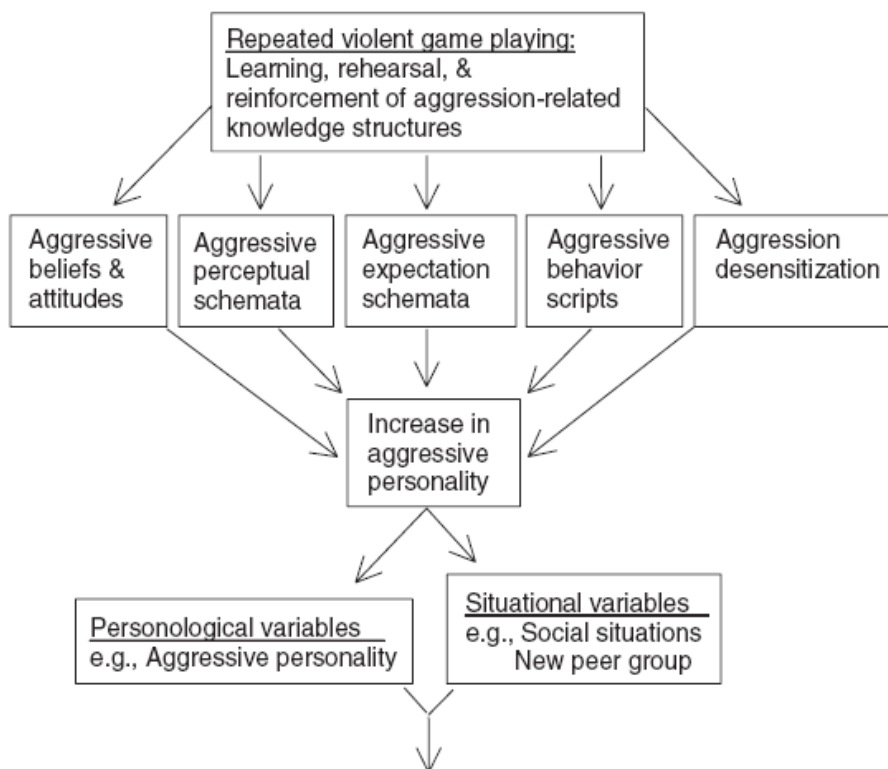 Repeated violent game playing:
Learning, rehearsal, &
reinforcement of aggression-related
knowledge structures
Aggressive
beliefs &
attitudes
Aggressive
perceptual
schemata
Aggressive
expectation
schemata
Aggressive
behavior
scripts
Aggression
desensitization
Increase in
aggressive
personality
Personological variables
e.g., Aggressive personality
Situational variables
e.g., Social situations
New peer group